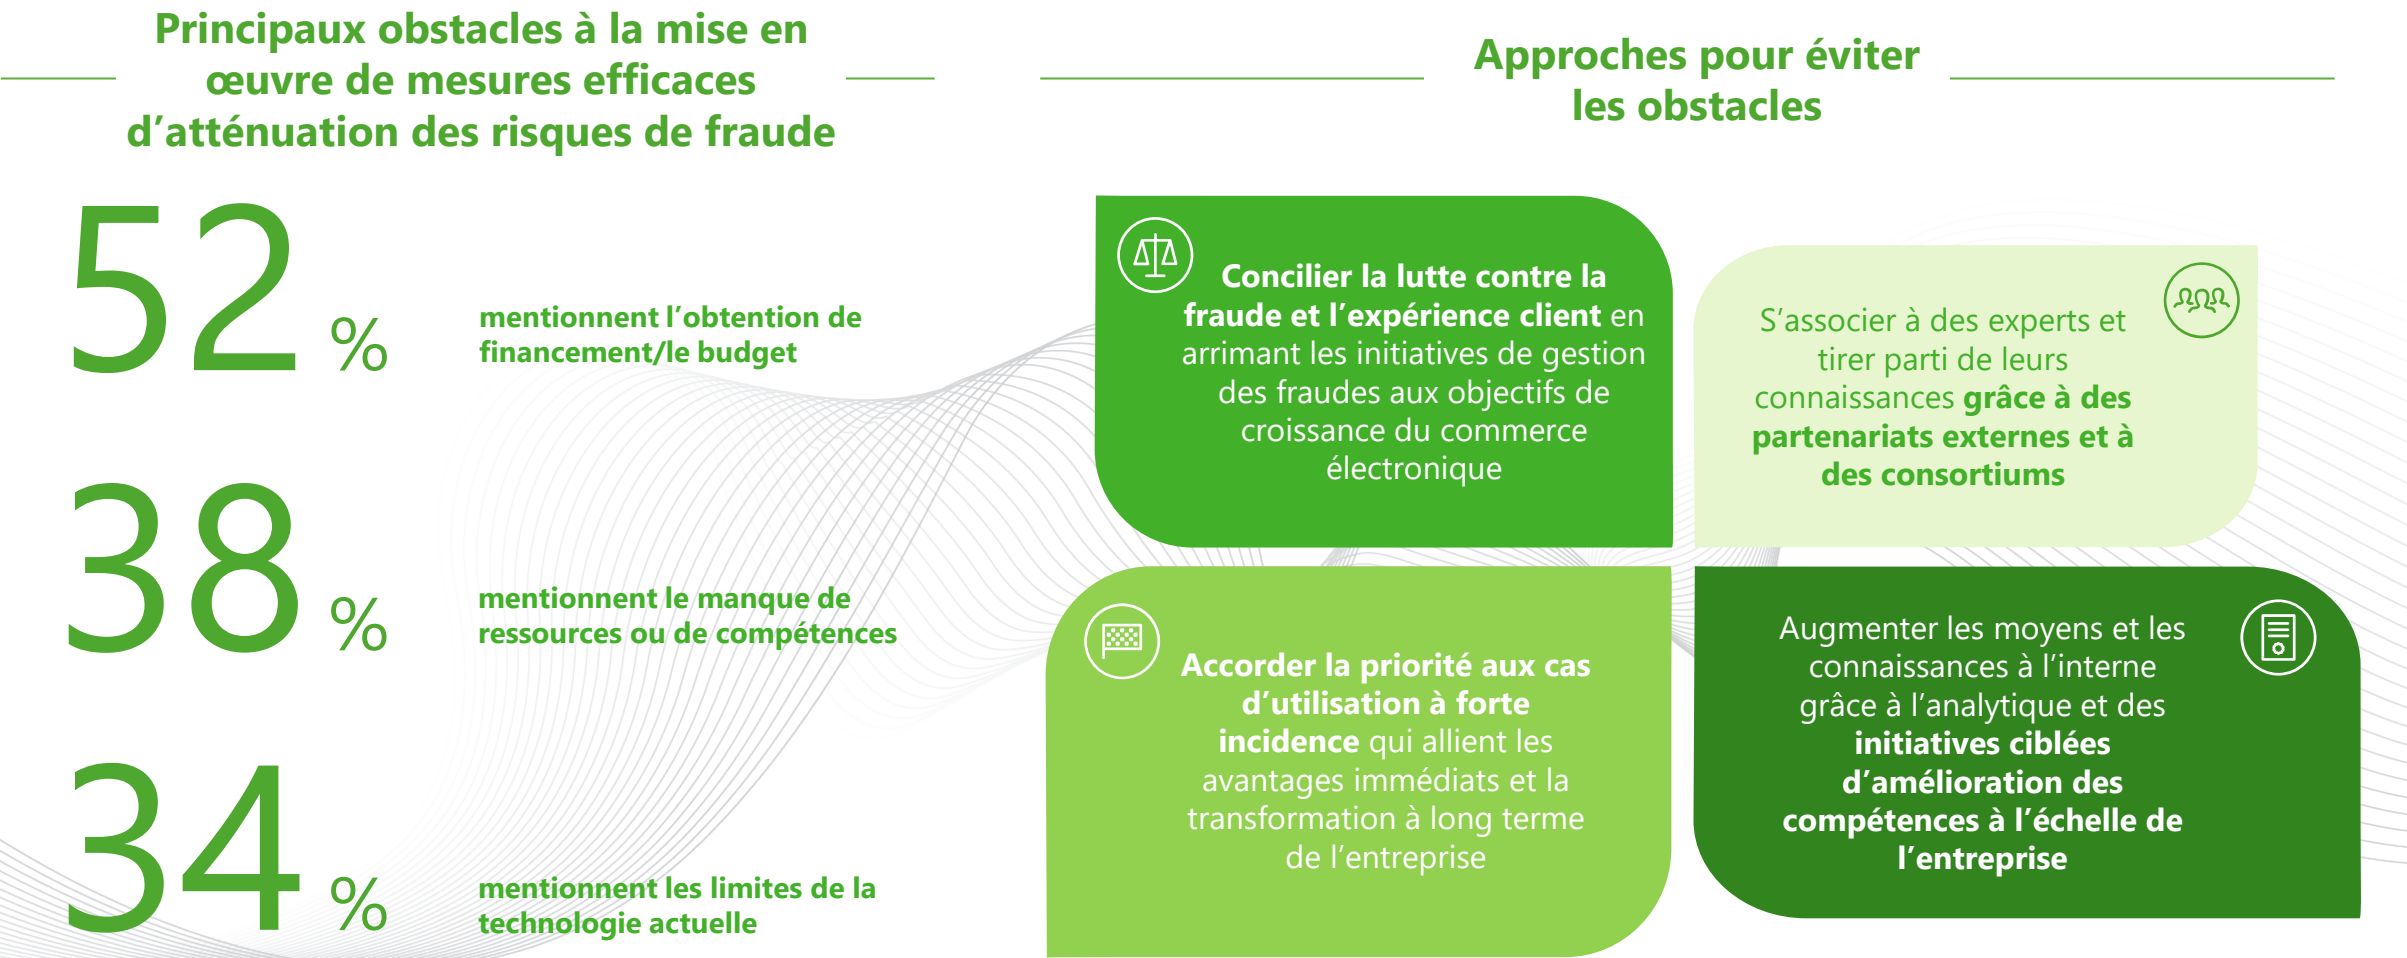 Principaux obstacles à la mise en
œuvre de mesures efficaces
d’atténuation des risques de fraude
52 %
mentionnent l’obtention de
financement/le budget
38 %
mentionnent le manque de
ressources ou de compétences
34 %
mentionnent les limites de la
technologie actuelle
Approches pour éviter
les obstacles
Concilier la lutte contre la
fraude et l’expérience client en
arrimant les initiatives de gestion
des fraudes aux objectifs de
croissance du commerce
électronique
S’associer à des experts et
tirer parti de leurs
connaissances grâce à des
partenariats externes et à
des consortiums
Accorder la priorité aux cas
d’utilisation à forte
incidence qui allient les
avantages immédiats et la
transformation à long terme
de l’entreprise
Augmenter les moyens et les
connaissances à l’interne
grâce à l’analytique et des
initiatives ciblées
d’amélioration des
compétences à l’échelle de
l’entreprise